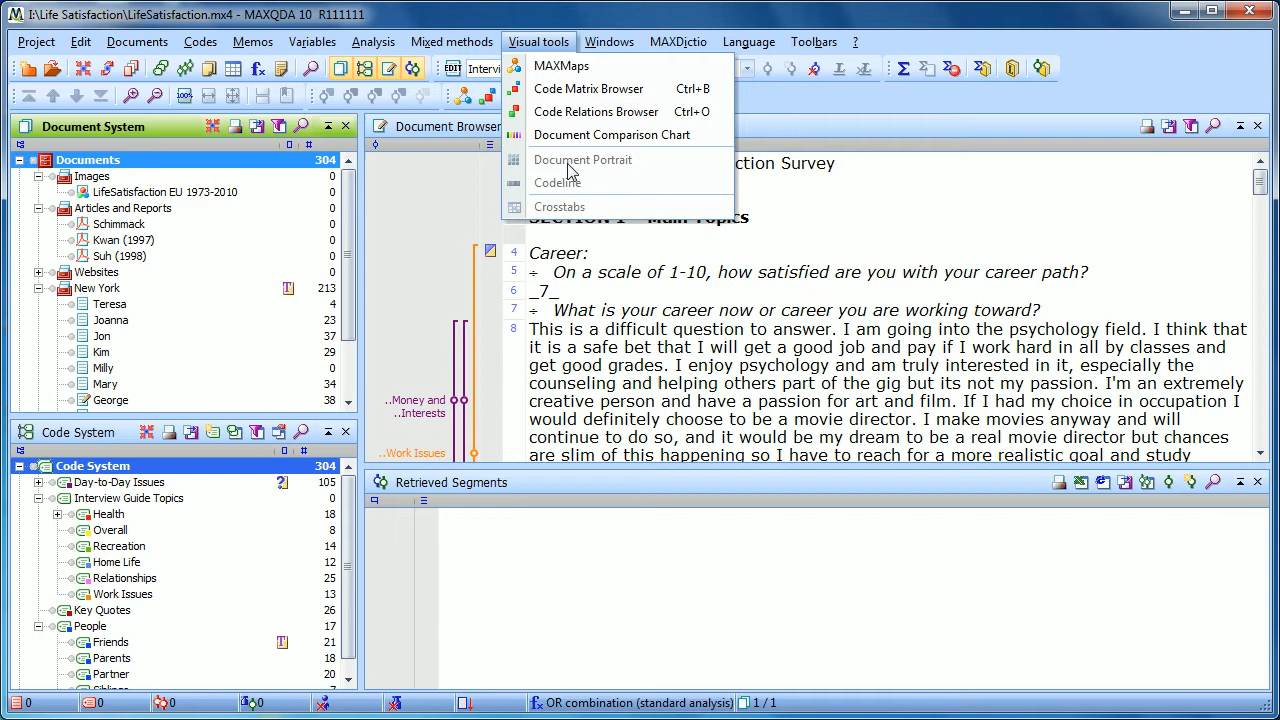 I:\Life Satisfaction\LifeSatisfaction.mx4 - MAXQDA 10 R111111
Project Edit Documents Codes Memos Variables Analysis Mixed methods Visual tools Windows MAXDictio Language Toolbars ?
EDIT Intervi
MAXMaps
Code Matrix Browser Ctrl+B
Code Relations Browser Ctrl+O
Document Comparison Chart
Document Portrait
Codeline
Crosstabs
Document System
Documents 304
Images 0
LifeSatisfaction EU 1973-2010 0
Articles and Reports 0
Schimmack 0
Kwan (1997) 0
Suh (1998) 0
Websites 0
New York 213
Teresa 4
Joanna 23
Jon 37
Kim 29
Milly 0
Mary 34
George 38
Code System
Code System 304
Day-to-Day Issues 105
Interview Guide Topics 0
Health 18
Overall 8
Recreation 14
Home Life 12
Relationships 25
Work Issues 13
Key Quotes 26
People 17
Friends 21
Parents 18
Partner 20
Siblings
Document Browser
ction Survey
SECTION I - Main Topics
4 Career:
5 ÷ On a scale of 1-10, how satisfied are you with your career path?
6 _7_
7 ÷ What is your career now or career you are working toward?
8 This is a difficult question to answer. I am going into the psychology field. I think that
it is a safe bet that I will get a good job and pay if I work hard in all by classes and
get good grades. I enjoy psychology and am truly interested in it, especially the
counseling and helping others part of the gig but its not my passion. I'm an extremely
creative person and have a passion for art and film. If I had my choice in occupation I
would definitely choose to be a movie director. I make movies anyway and will
continue to do so, and it would be my dream to be a real movie director but chances
are slim of this happening so I have to reach for a more realistic goal and study
..Money and
..Interests
..Work Issues
Retrieved Segments
0 0 0 0 OR combination (standard analysis) 1 / 1